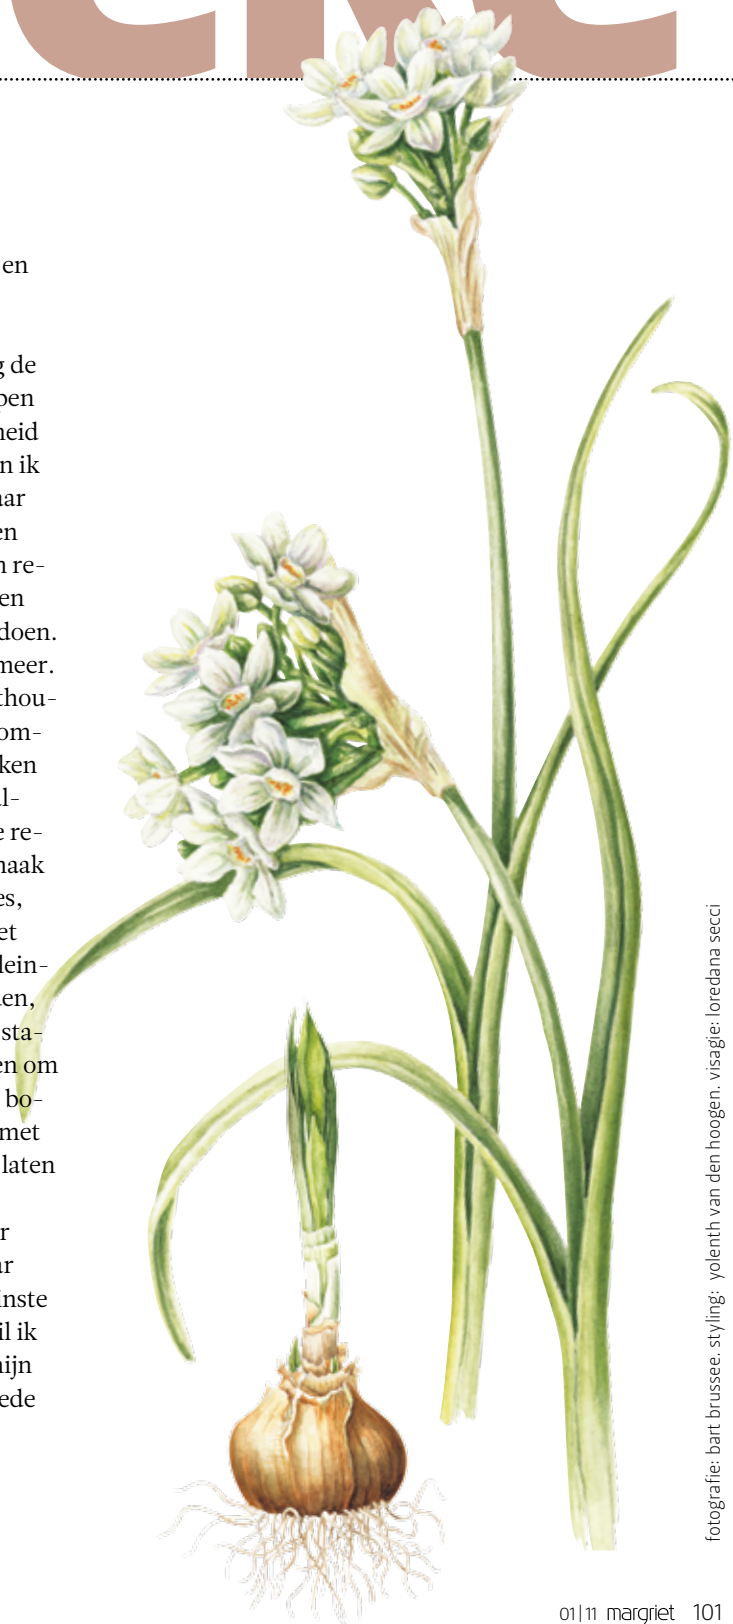 en
g de
pen
heid
n ik
aar
en
n re-
en
doen.
meer.
thou-
om-
ken
al-
e re-
naak
es,
et
lein-
den,
sta-
en om
bo-
met
laten
r
ar
inste
il ik
nijn
ede
fotografie: bart brussee. styling: yolenth van den hoogen. visagie: loredana secci
01|11 margriet 101